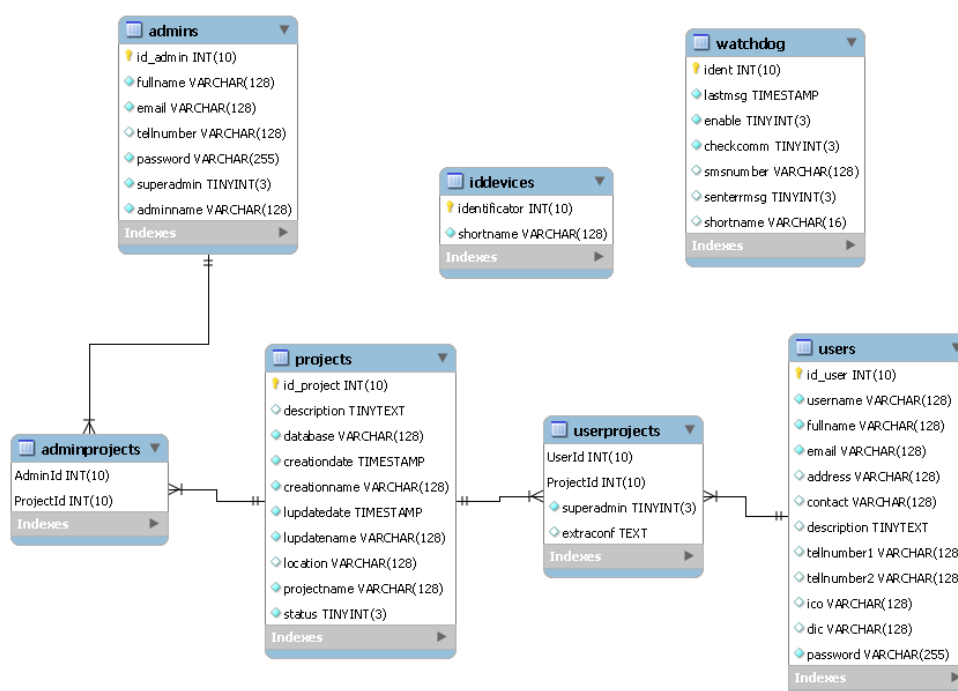 admins
id_admin INT(10)
fullname VARCHAR(128)
email VARCHAR(128)
tellnumber VARCHAR(128)
password VARCHAR(255)
superadmin TINYINT(3)
adminname VARCHAR(128)
Indexes
watchdog
ident INT(10)
lastmsg TIMESTAMP
enable TINYINT(3)
checkcomm TINYINT(3)
smsnumber VARCHAR(128)
senterrmsg TINYINT(3)
shortname VARCHAR(16)
Indexes
iddevices
identificator INT(10)
shortname VARCHAR(128)
Indexes
adminprojects
AdminId INT(10)
ProjectId INT(10)
Indexes
projects
id_project INT(10)
description TINYTEXT
database VARCHAR(128)
creationdate TIMESTAMP
creationname VARCHAR(128)
lupdatedate TIMESTAMP
lupdatename VARCHAR(128)
location VARCHAR(128)
projectname VARCHAR(128)
status TINYINT(3)
Indexes
userprojects
UserId INT(10)
ProjectId INT(10)
superadmin TINYINT(3)
extraconf TEXT
Indexes
users
id_user INT(10)
username VARCHAR(128)
fullname VARCHAR(128)
email VARCHAR(128)
address VARCHAR(128)
contact VARCHAR(128)
description TINYTEXT
tellnumber1 VARCHAR(128
tellnumber2 VARCHAR(128
ico VARCHAR(128)
dic VARCHAR(128)
password VARCHAR(255)
Indexes